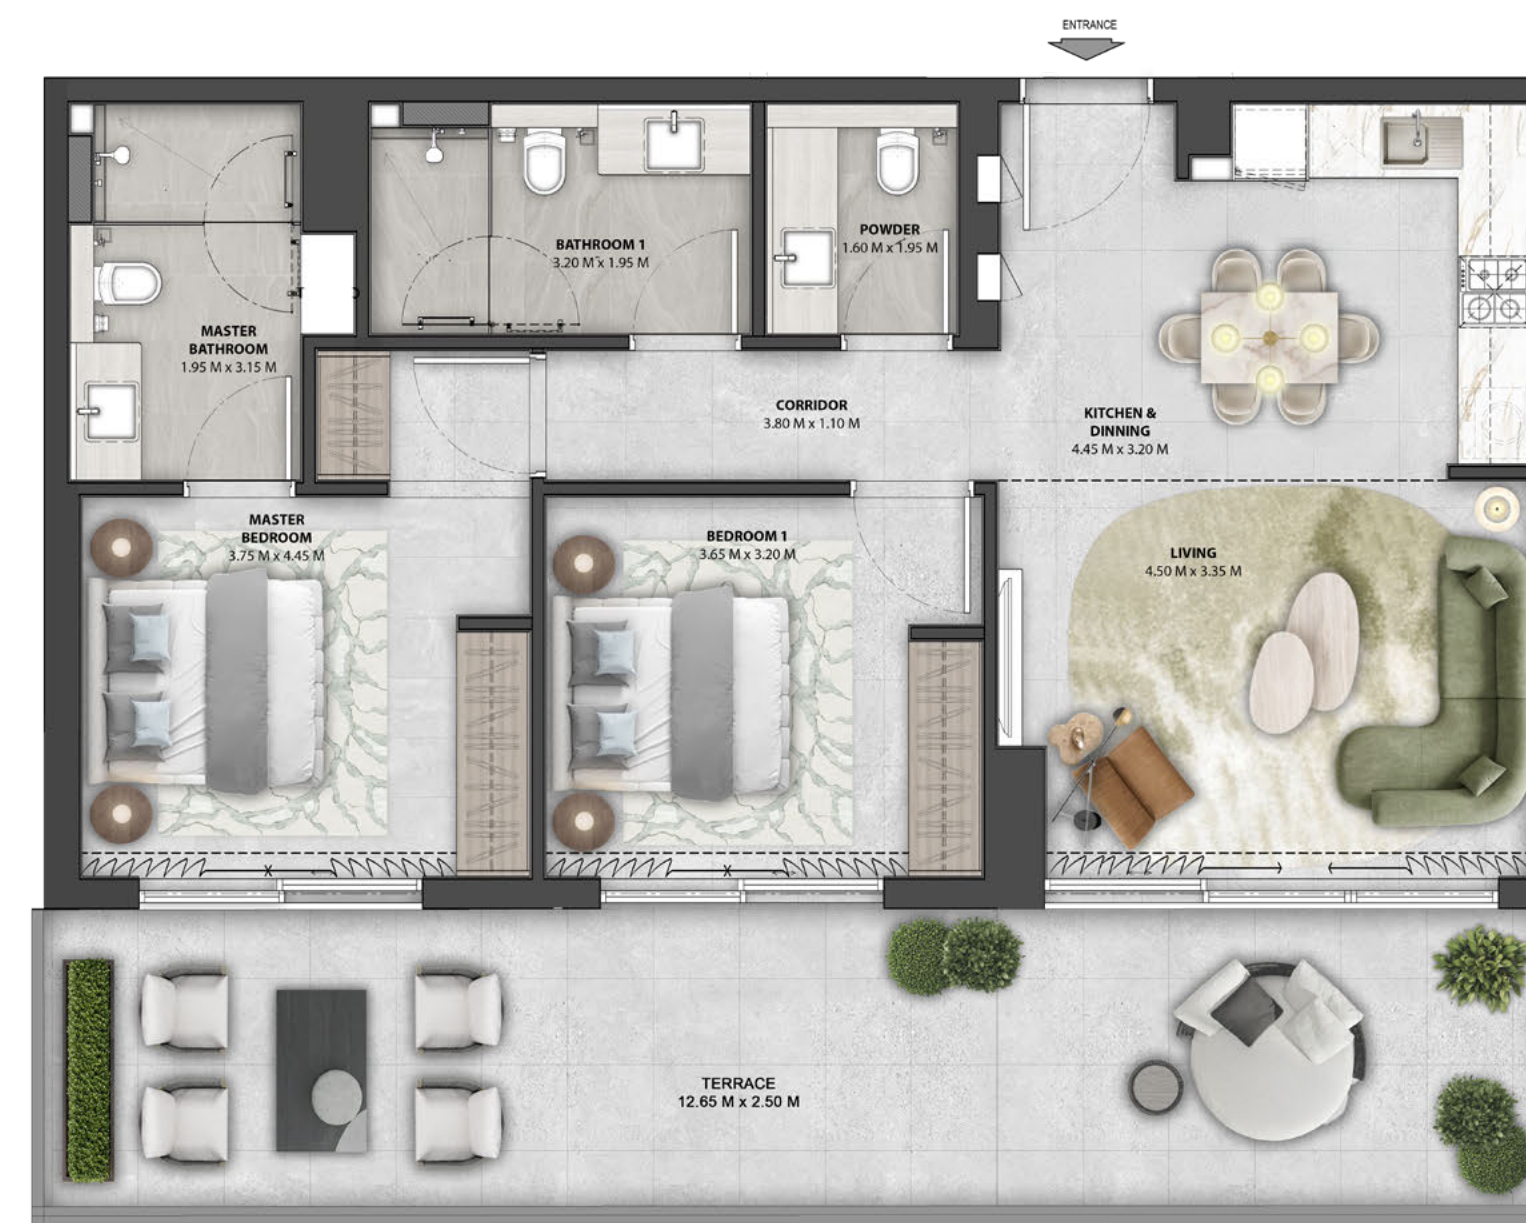 ENTRANCE
POWDER
1.60 M x 1.95 M
BATHROOM 1
3.20 M x 1.95 M
MASTER
BATHROOM
1.95 M x 3.15 M
CORRIDOR
3.80 M x 1.10 M
KITCHEN &
DINNING
4.45 M x 3.20 M
MASTER
BEDROOM
3.75 M x 4.45 M
BEDROOM 1
3.65 M x 3.20 M
LIVING
4.50 M x 3.35 M
TERRACE
12.65 M x 2.50 M